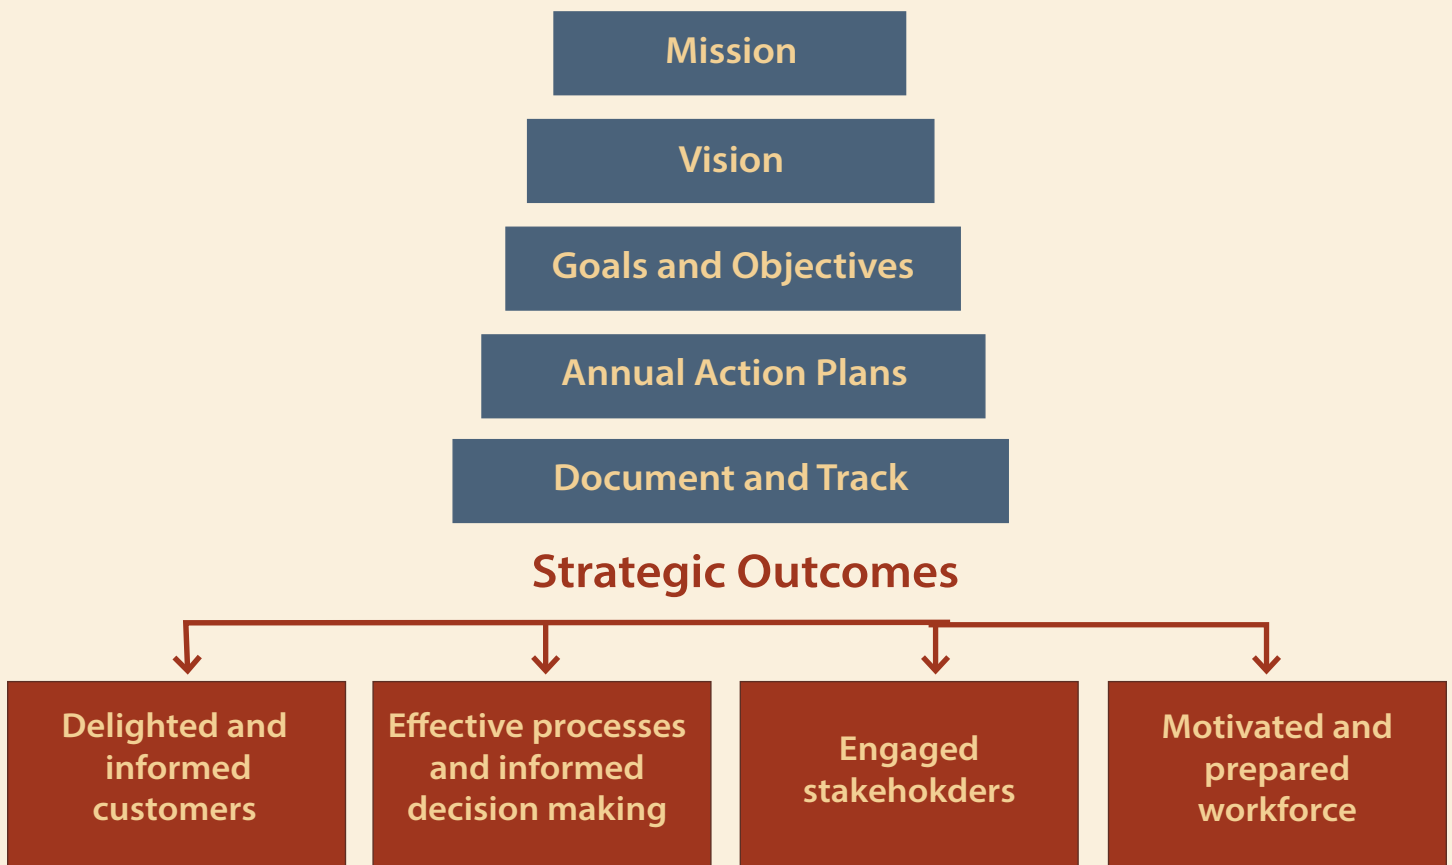 Mission
Vision
Goals and Objectives
Annual Action Plans
Document and Track
Strategic Outcomes
Delighted and
informed
customers
Effective processes
and informed
decision making
Engaged
stakehokders
Motivated and
prepared
workforce